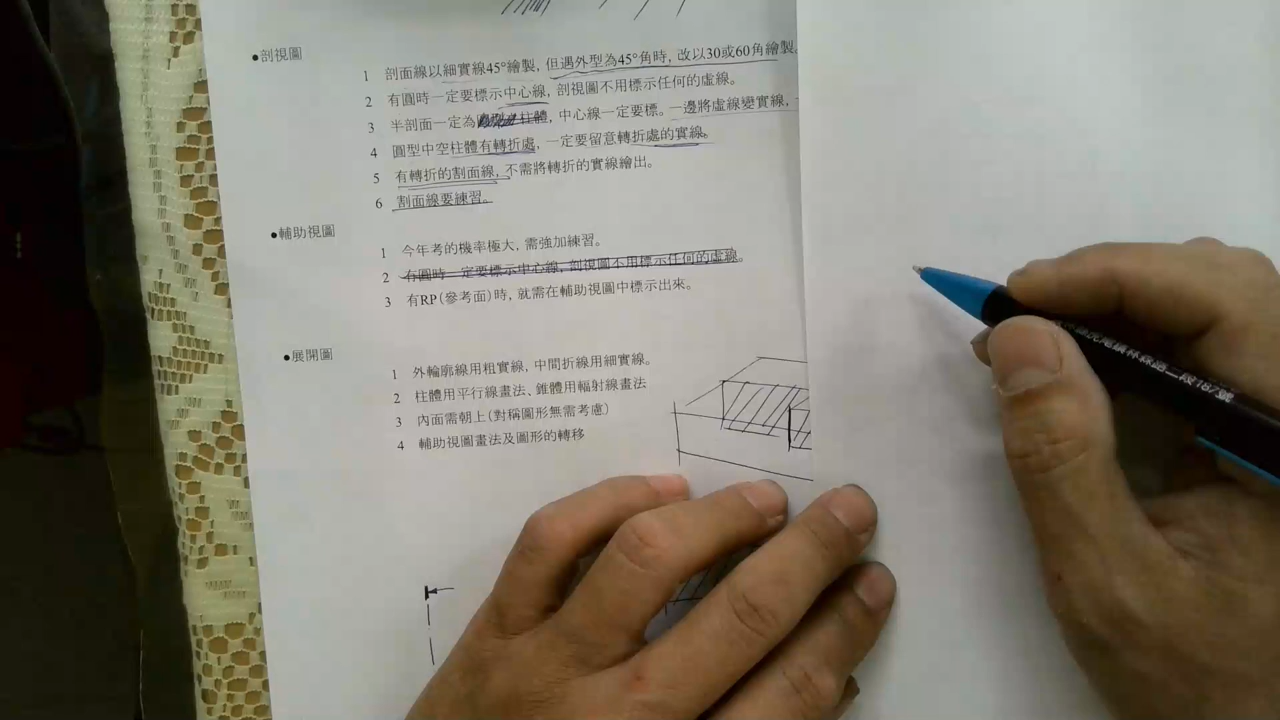 ●剖視圖
1 剖面線以細實線45°繪製, 但遇外型為45°角時, 改以30或60角繪製。
2 有圓時一定要標示中心線, 剖視圖不用標示任何的虛線。
3 半剖面一定為柱體, 中心線一定要標。一邊將虛線變實線,
4 圓型中空柱體有轉折處, 一定要留意轉折處的實線。
5 有轉折的割面線, 不需將轉折的實線繪出。
6 割面線要練習。
●輔助視圖
1 今年考的機率極大, 需強加練習。
2 有圓時一定要標示中心線, 剖視圖不用標示任何的虛線。
3 有RP(參考面)時, 就需在輔助視圖中標示出來。
●展開圖
1 外輪廓線用粗實線, 中間折線用細實線。
2 柱體用平行線畫法、錐體用輻射線畫法
3 內面需朝上(對稱圖形無需考慮)
4 輔助視圖畫法及圖形的轉移
虎尾鎮林森路二段187號